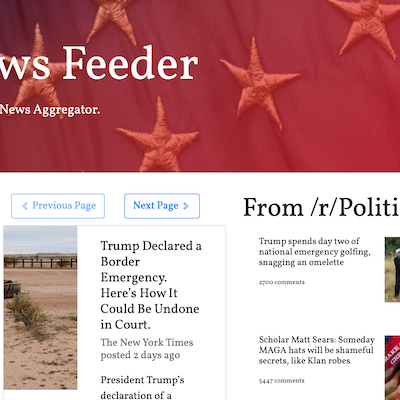 ws Feeder
News Aggregator.
« Previous Page
Next Page »
Trump Declared a
Border
Emergency.
Here's How It
Could Be Undone
in Court.
The New York Times
posted 2 days ago
President Trump's
declaration of a
From /r/Politi
Trump spends day two of
national emergency golfing,
snagging an omelette
2700 comments
Scholar Matt Sears: Someday
MAGA hats will be shameful
secrets, like Klan robes
5447 comments